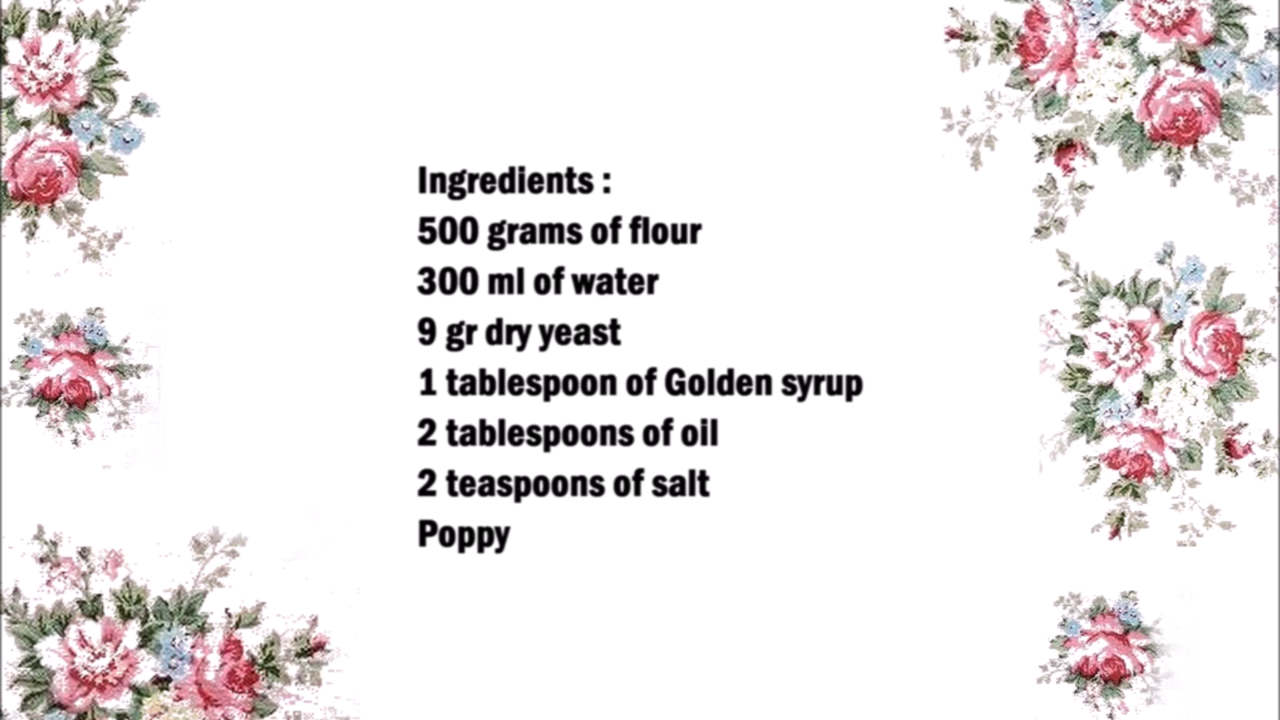 Ingredients :
500 grams of flour
300 ml of water
9 gr dry yeast
1 tablespoon of Golden syrup
2 tablespoons of oil
2 teaspoons of salt
Poppy